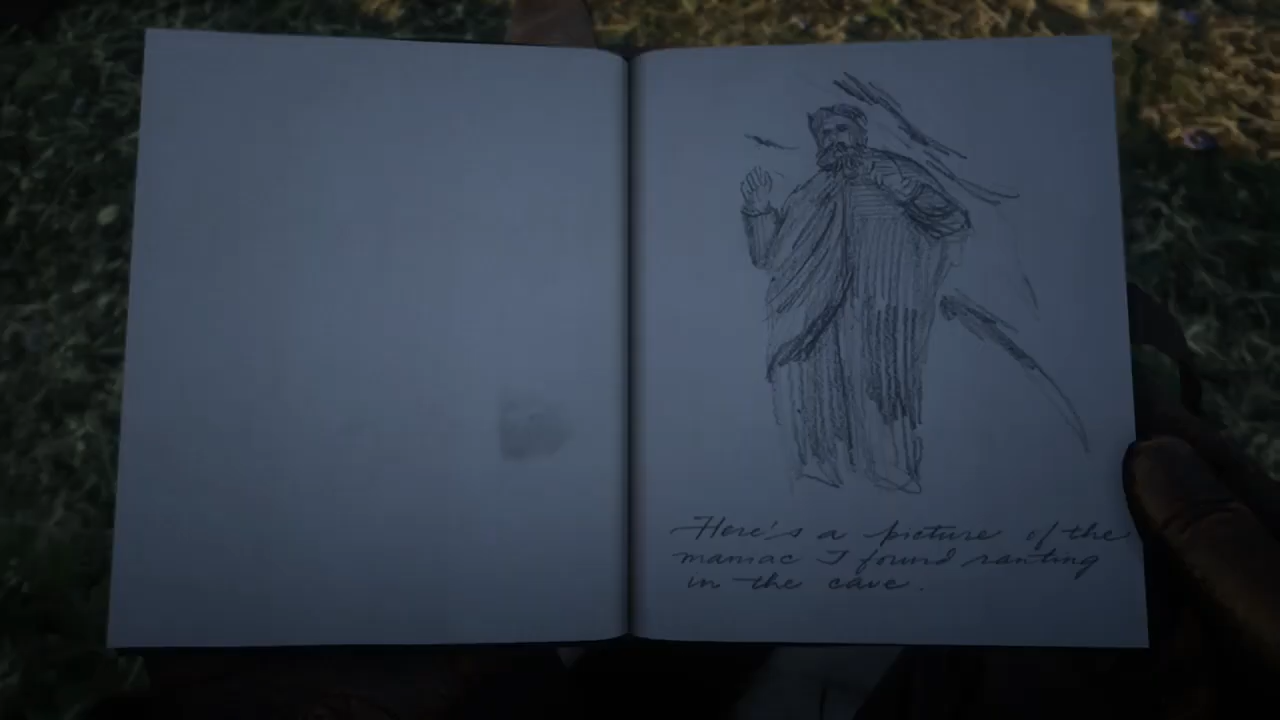 Here's a picture of the
maniac I found ranting
in the cave.